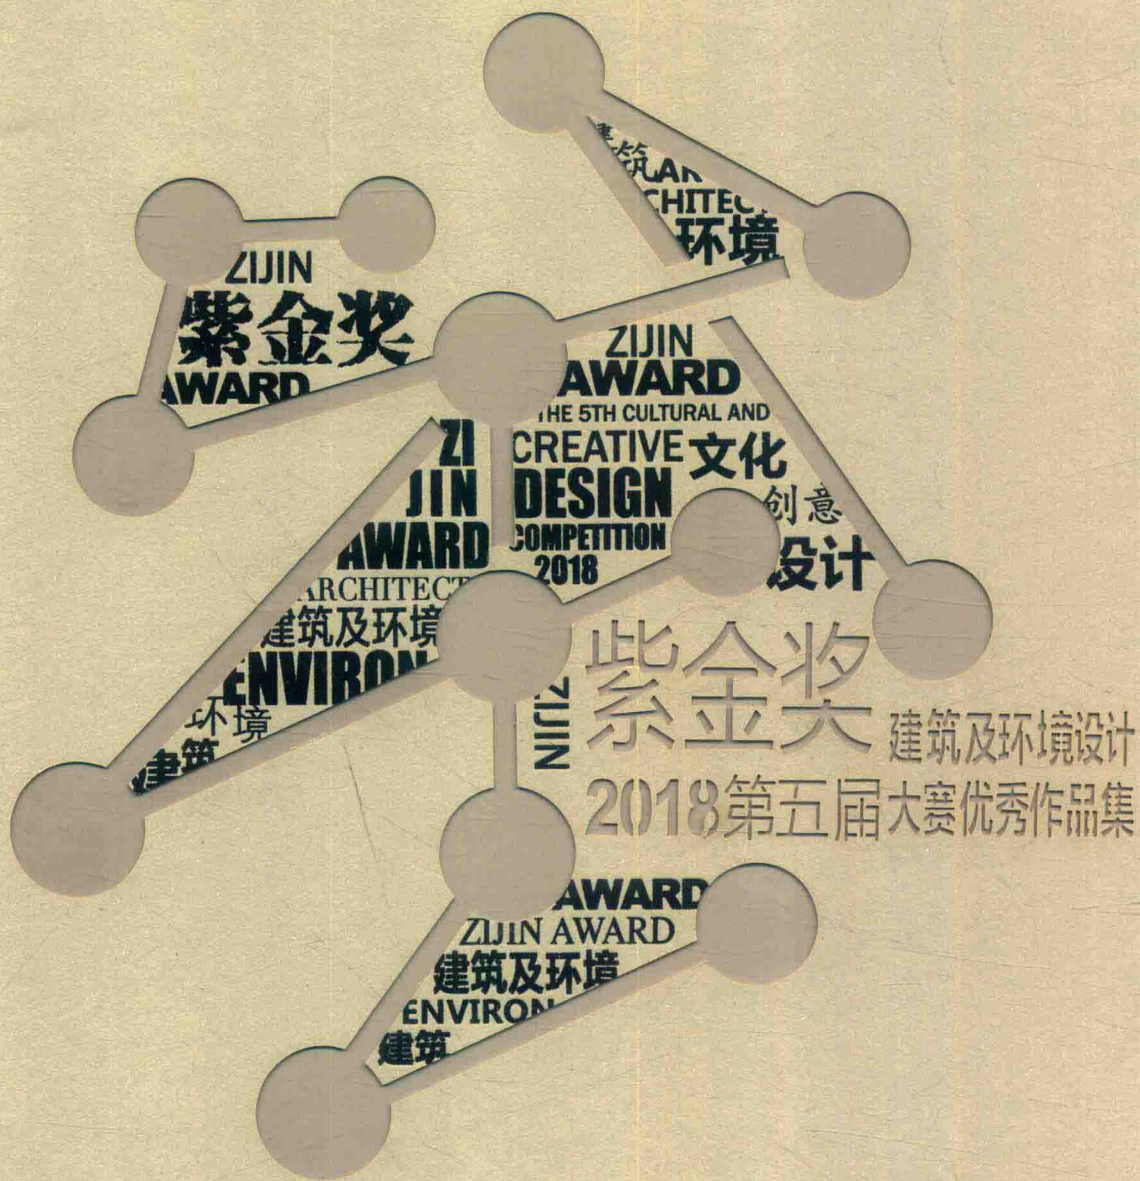 建
筑AR
CHITECT
环境
ZIJIN
紫金奖
AWARD
ZIJIN
AWARD
THE 5TH CULTURAL AND
CREATIVE 文化
DESIGN
创意
COMPETITION
2018
设计
ZI
JIN
AWARD
ARCHITECT
建筑及环境
ENVIRON
环境
建筑
ZIJIN
紫金奖 建筑及环境设计
2018第五届大赛优秀作品集
AWARD
ZIJIN AWARD
建筑及环境
ENVIRON
建筑